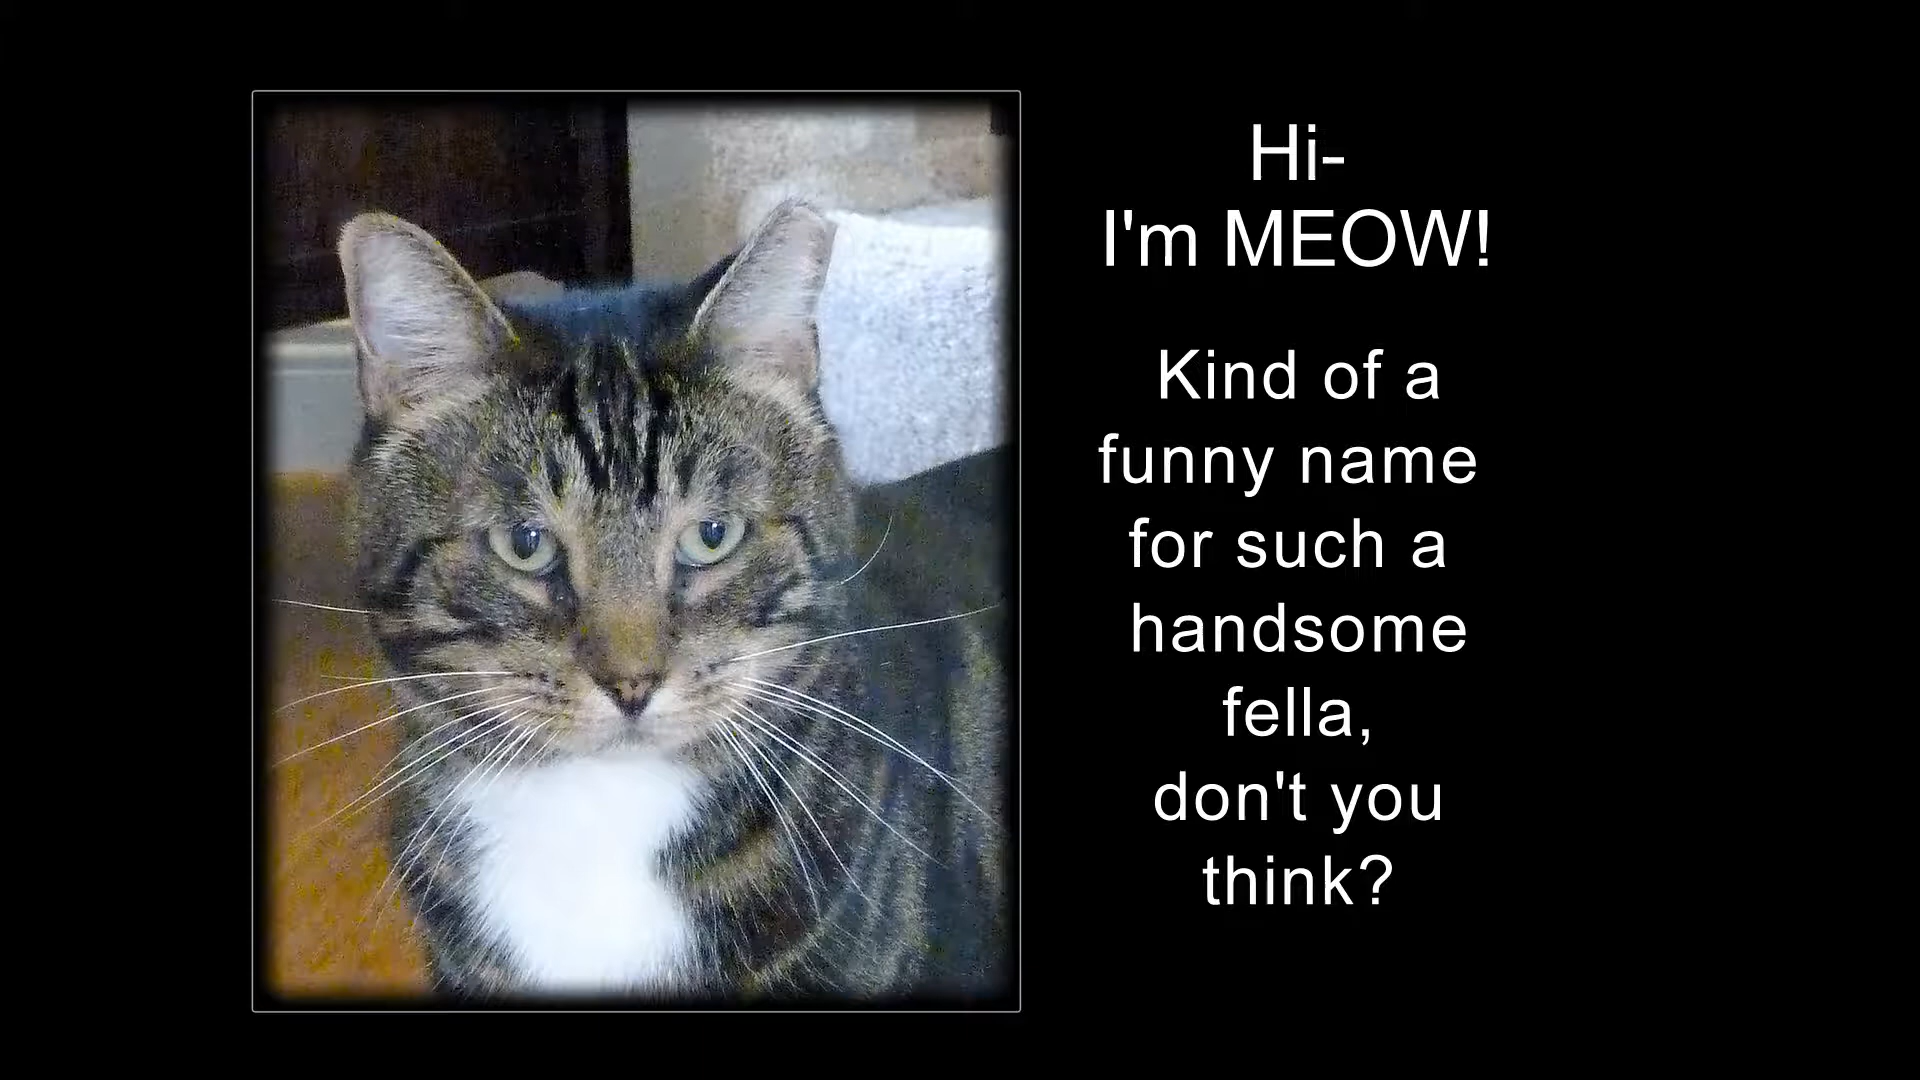 Hi-
I'm MEOW!
Kind of a
funny name
for such a
handsome
fella,
don't you
think?